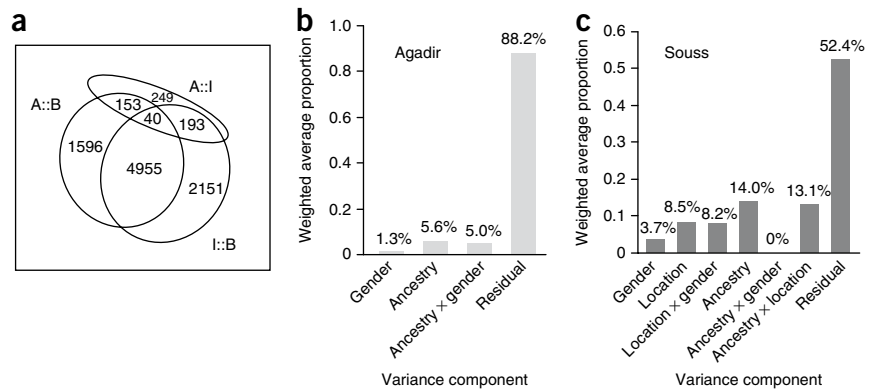 a
A::B
A::I
249
153
40
193
1596
4955
2151
I::B
b
Weighted average proportion
1.0
0.8
0.6
0.4
0.2
0
Agadir
1.3%
5.6%
5.0%
88.2%
Gender
Ancestry
Ancestry × gender
Residual
Variance component
c
Weighted average proportion
0.6
0.5
0.4
0.3
0.2
0.1
0
Souss
3.7%
8.5%
8.2%
14.0%
0%
13.1%
52.4%
Gender
Location
Location × gender
Ancestry
Ancestry × gender
Ancestry × location
Residual
Variance component